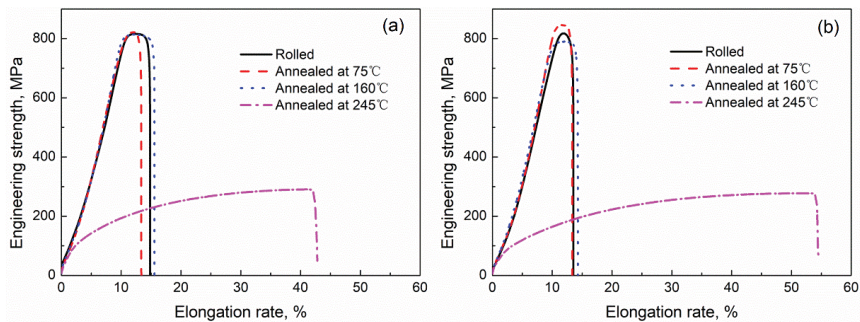 (a)
Engineering strength, MPa
800
600
400
200
0
Rolled
Annealed at 75℃
Annealed at 160℃
Annealed at 245℃
0 10 20 30 40 50 60
Elongation rate, %
(b)
Engineering strength, MPa
800
600
400
200
0
Rolled
Annealed at 75℃
Annealed at 160℃
Annealed at 245℃
0 10 20 30 40 50 60
Elongation rate, %